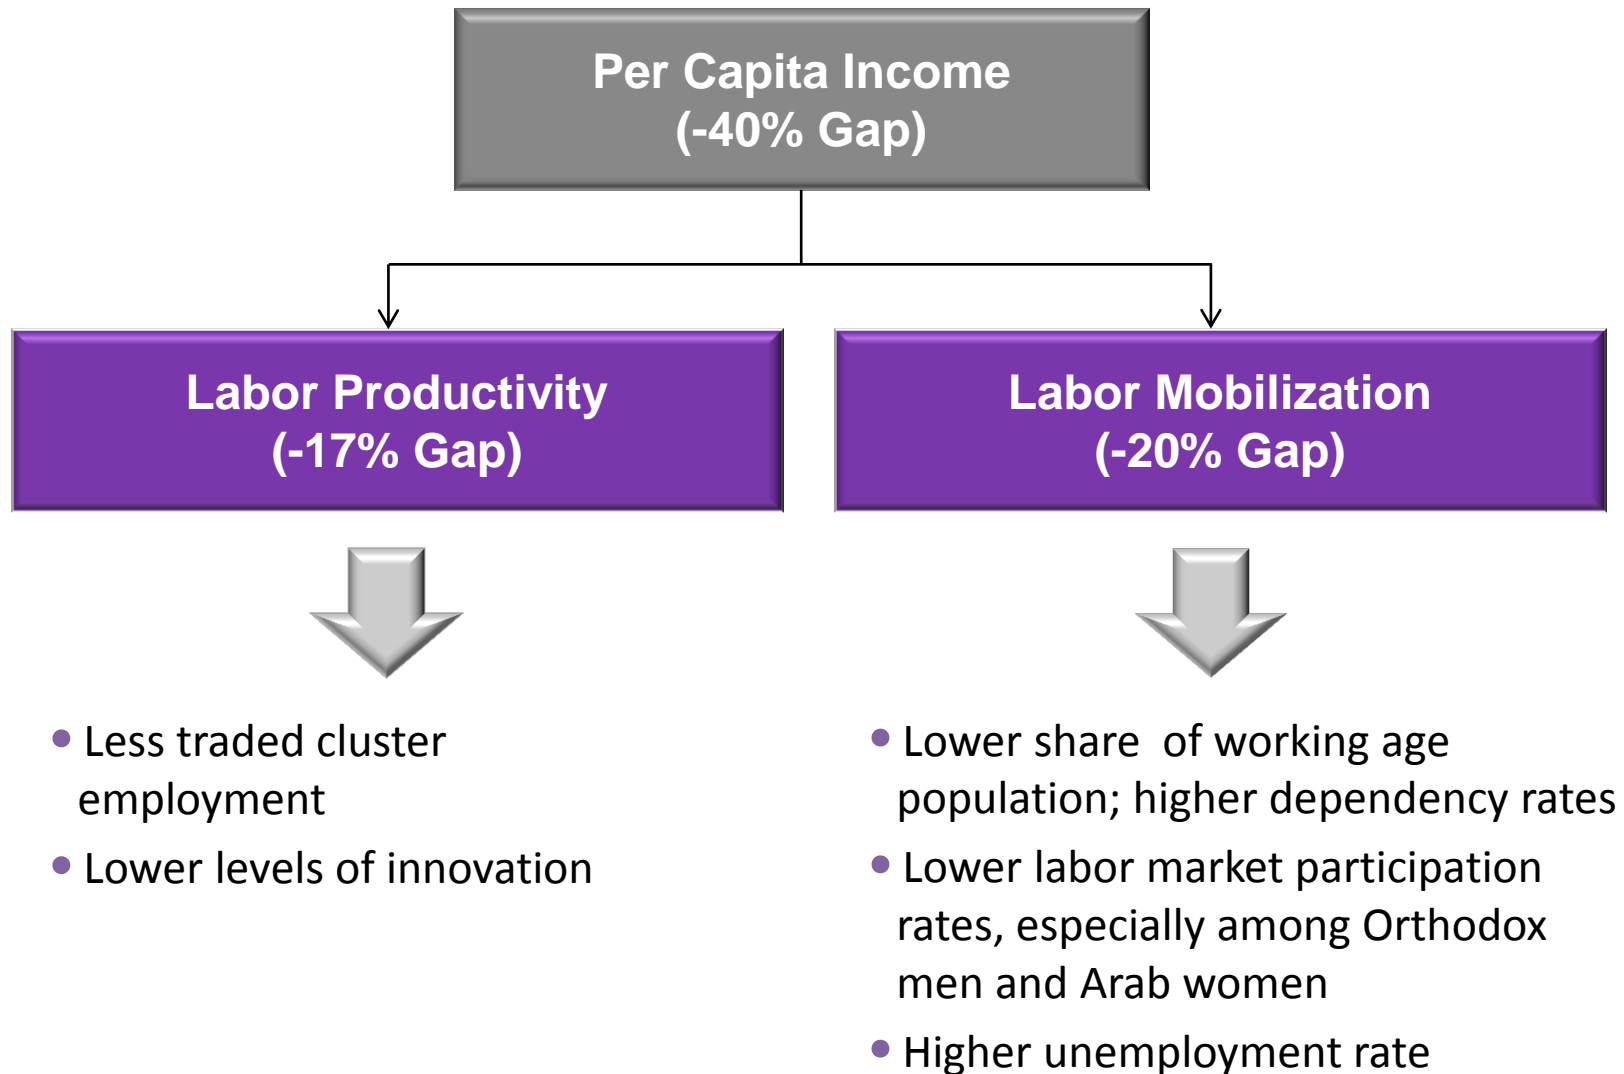 Per Capita Income
(-40% Gap)
Labor Productivity
(-17% Gap)
Labor Mobilization
(-20% Gap)
• Less traded cluster
employment
• Lower levels of innovation
• Lower share  of working age
population; higher dependency rates
• Lower labor market participation
rates, especially among Orthodox
men and Arab women
• Higher unemployment rate